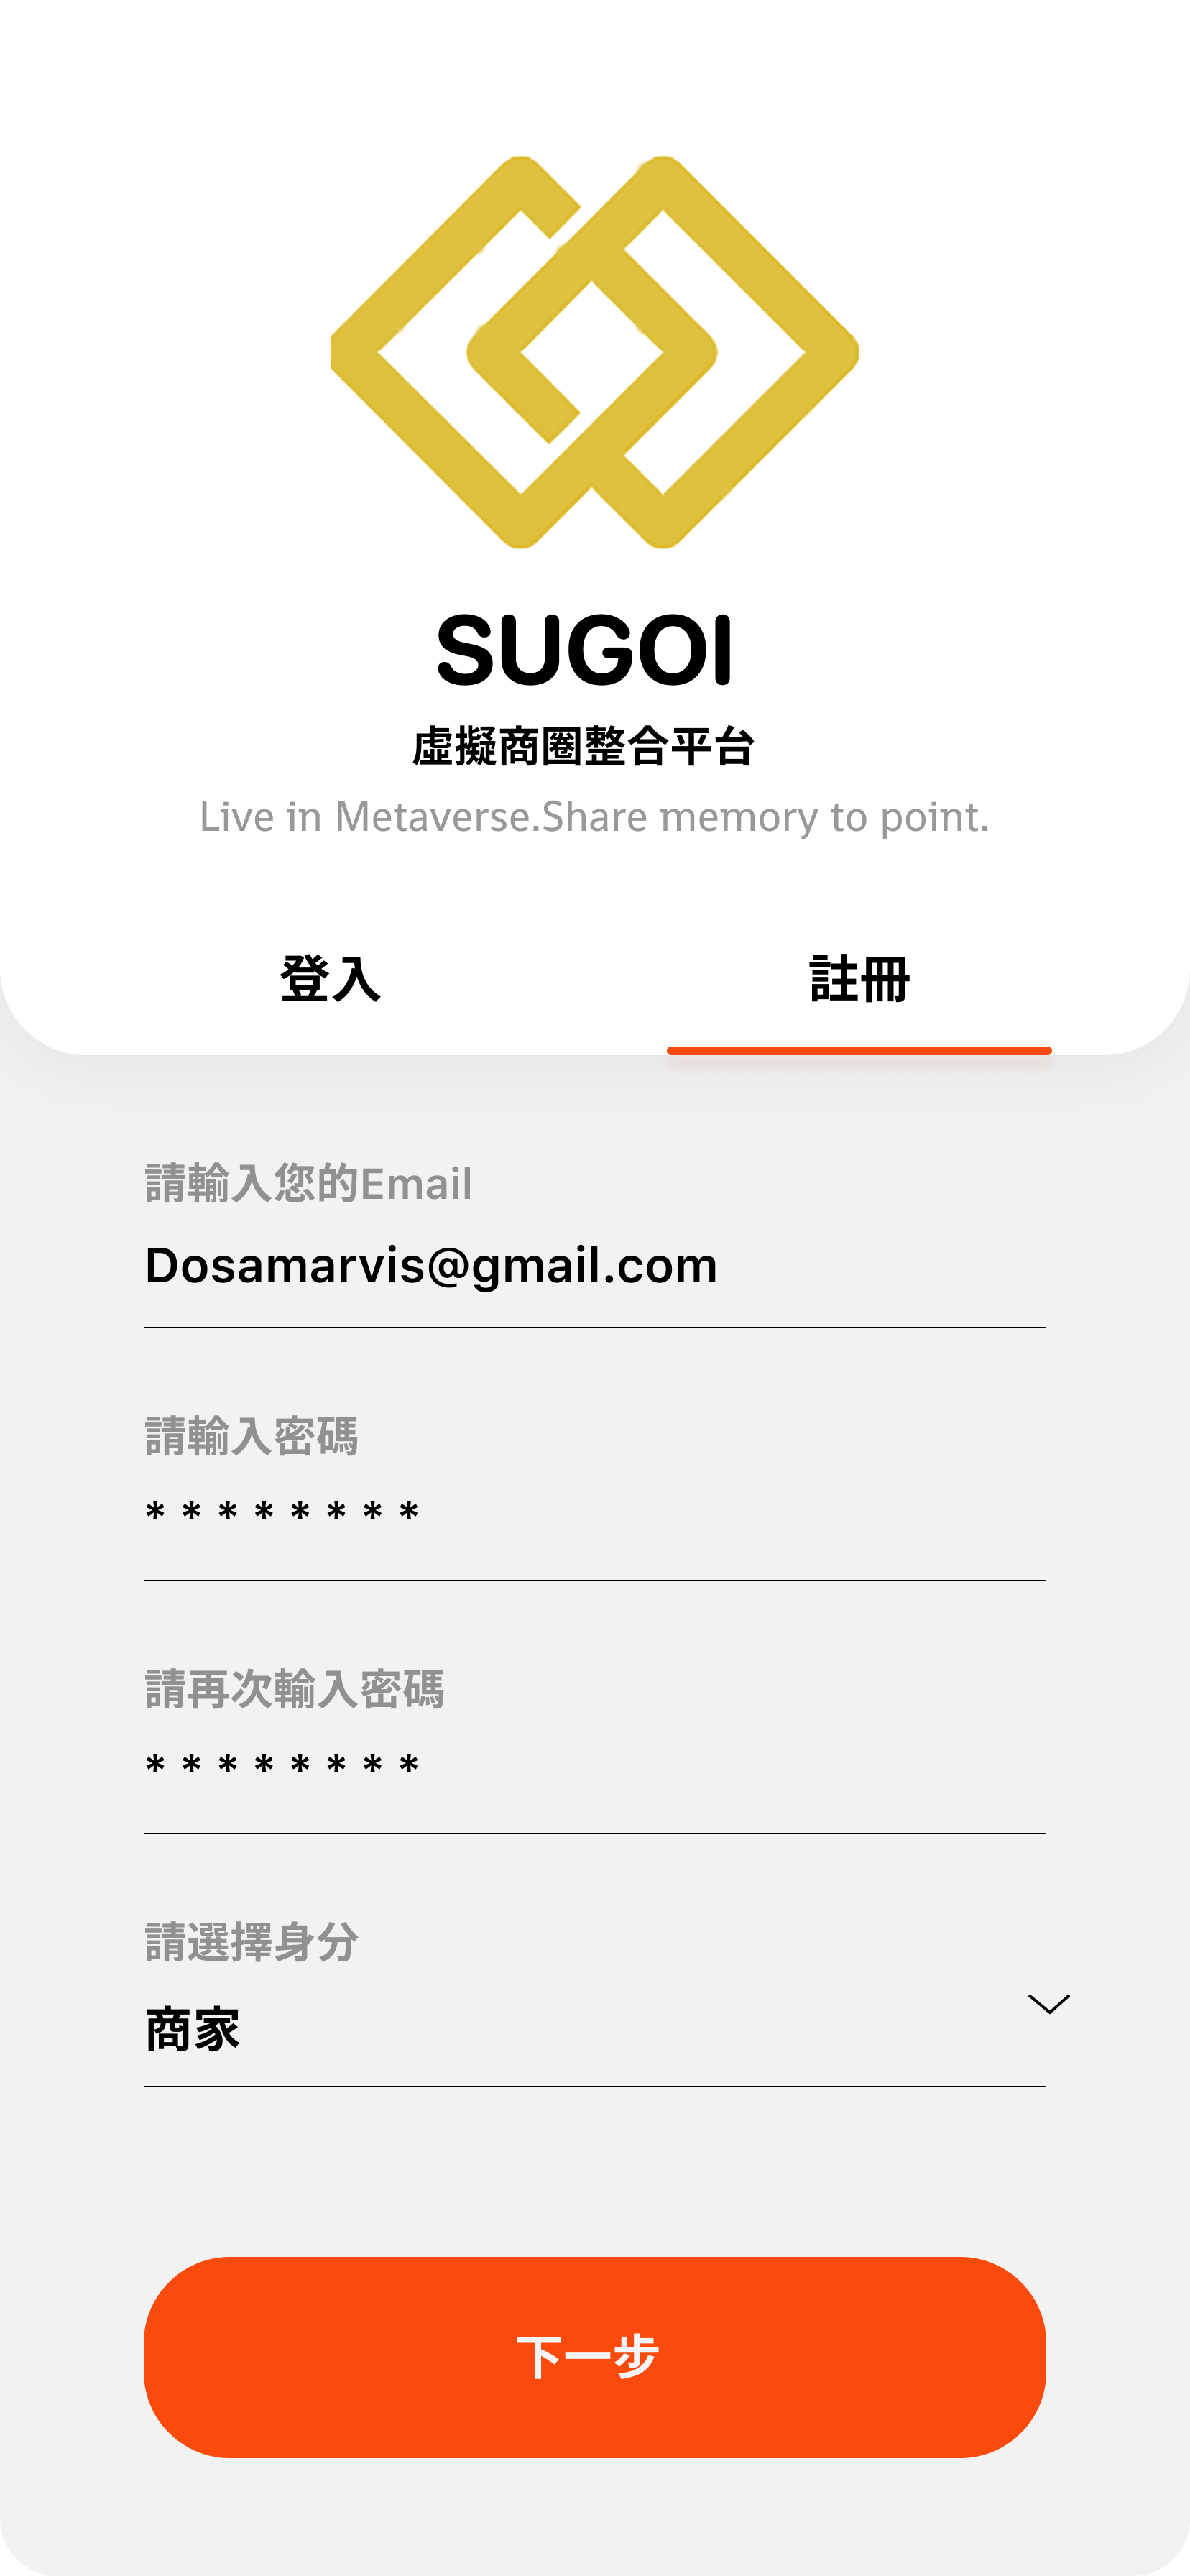 SUGOI
虛擬商圈整合平台
Live in Metaverse.Share memory to point.
登入 註冊
請輸入您的Email
Dosamarvis@gmail.com
請輸入密碼
* * * * * * * *
請再次輸入密碼
* * * * * * * *
請選擇身分
商家
下一步